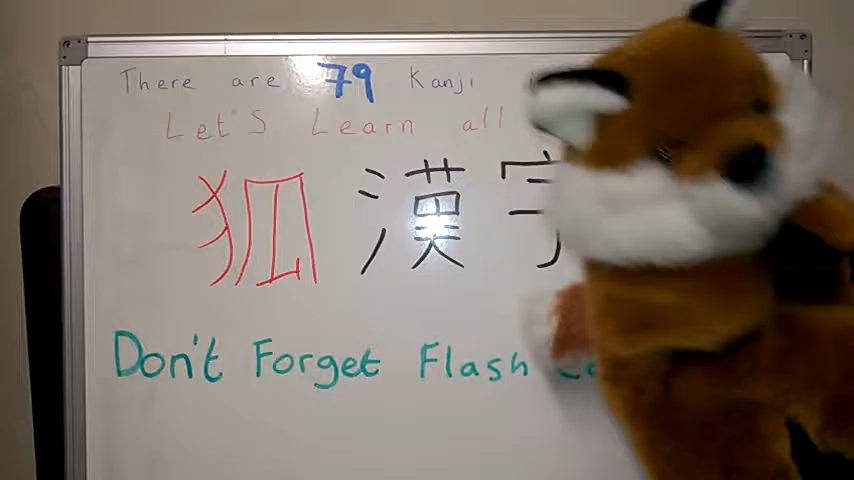 There are 79 Kanji
Let's Learn all
狐 漢字
Don't Forget Flash